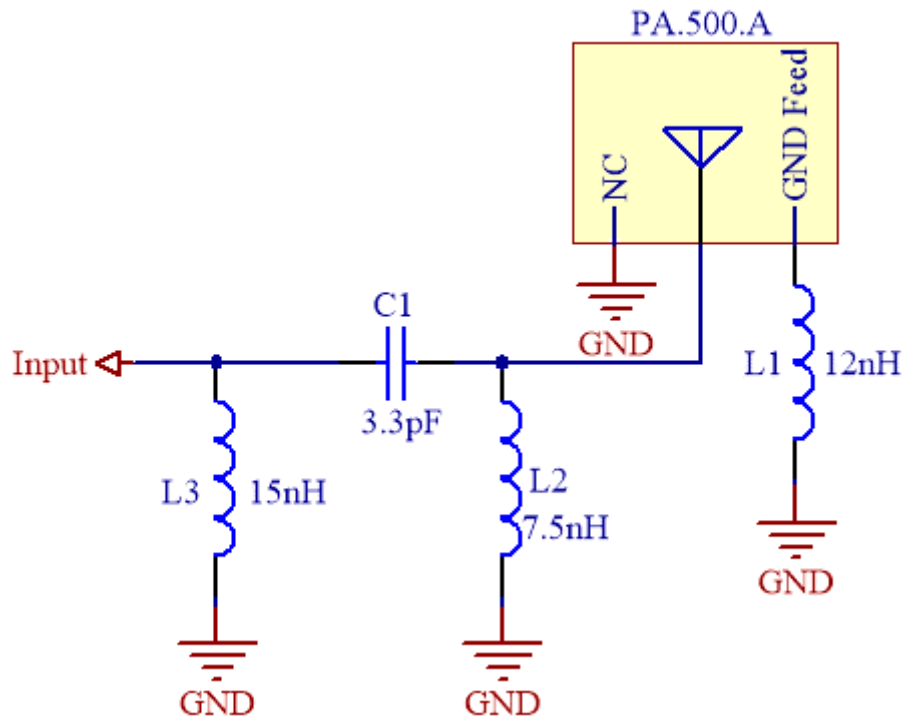 PA.500.A
NC
GND Feed
GND
C1
Input
3.3pF
L1 12nH
L3 15nH
L2
7.5nH
GND
GND
GND